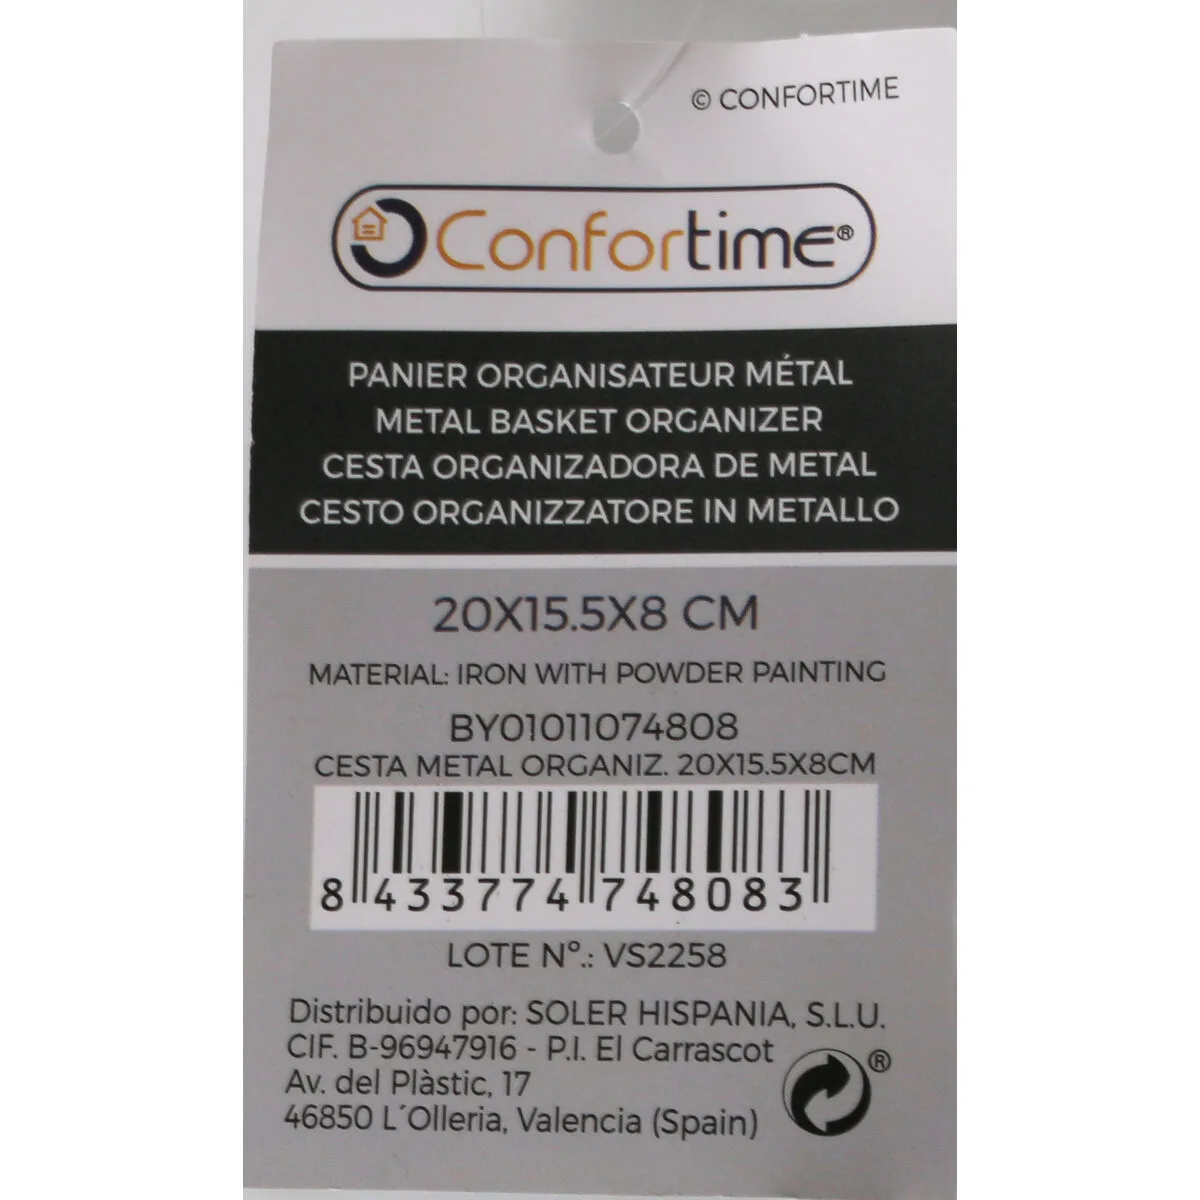 © CONFORTIME
Confortime®
PANIER ORGANISATEUR MÉTAL
METAL BASKET ORGANIZER
CESTA ORGANIZADORA DE METAL
CESTO ORGANIZZATORE IN METALLO
20X15.5X8 CM
MATERIAL: IRON WITH POWDER PAINTING
BY01011074808
CESTA METAL ORGANIZ. 20X15.5X8CM
8 433774 748083
LOTE Nº.: VS2258
Distribuido por: SOLER HISPANIA, S.L.U.
CIF. B-96947916 - P.I. El Carrascot
Av. del Plàstic, 17
46850 L´Olleria, Valencia (Spain)
®